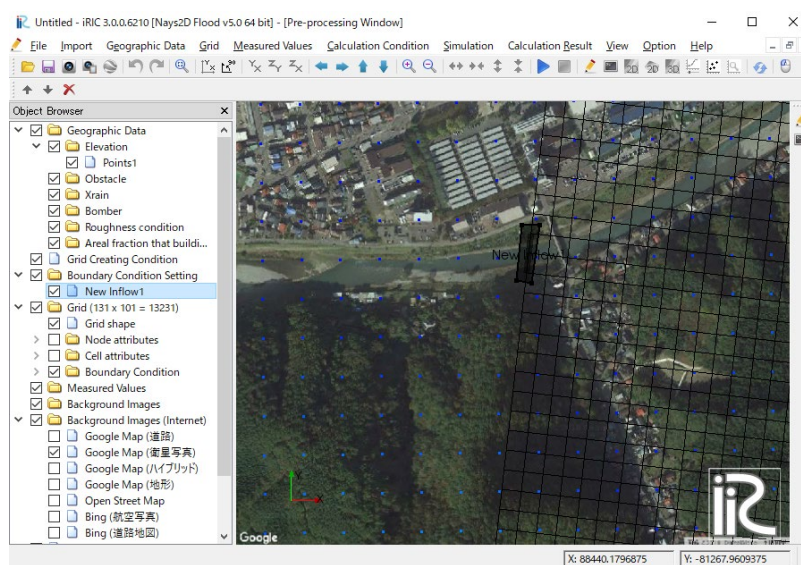 Untitled - iRIC 3.0.0.6210 [Nays2D Flood v5.0 64 bit] - [Pre-processing Window]
File Import Geographic Data Grid Measured Values Calculation Condition Simulation Calculation Result View Option Help
Object Browser
Geographic Data
Elevation
Points1
Obstacle
Xrain
Bomber
Roughness condition
Areal fraction that buildi...
Grid Creating Condition
Boundary Condition Setting
New Inflow1
Grid (131 x 101 = 13231)
Grid shape
Node attributes
Cell attributes
Boundary Condition
Measured Values
Background Images
Background Images (Internet)
Google Map (道路)
Google Map (衛星写真)
Google Map (ハイブリッド)
Google Map (地形)
Open Street Map
Bing (航空写真)
Bing (道路地図)
New Inflow
Y
X
Google
iRIC
X: 88440.1796875
Y: -81267.9609375